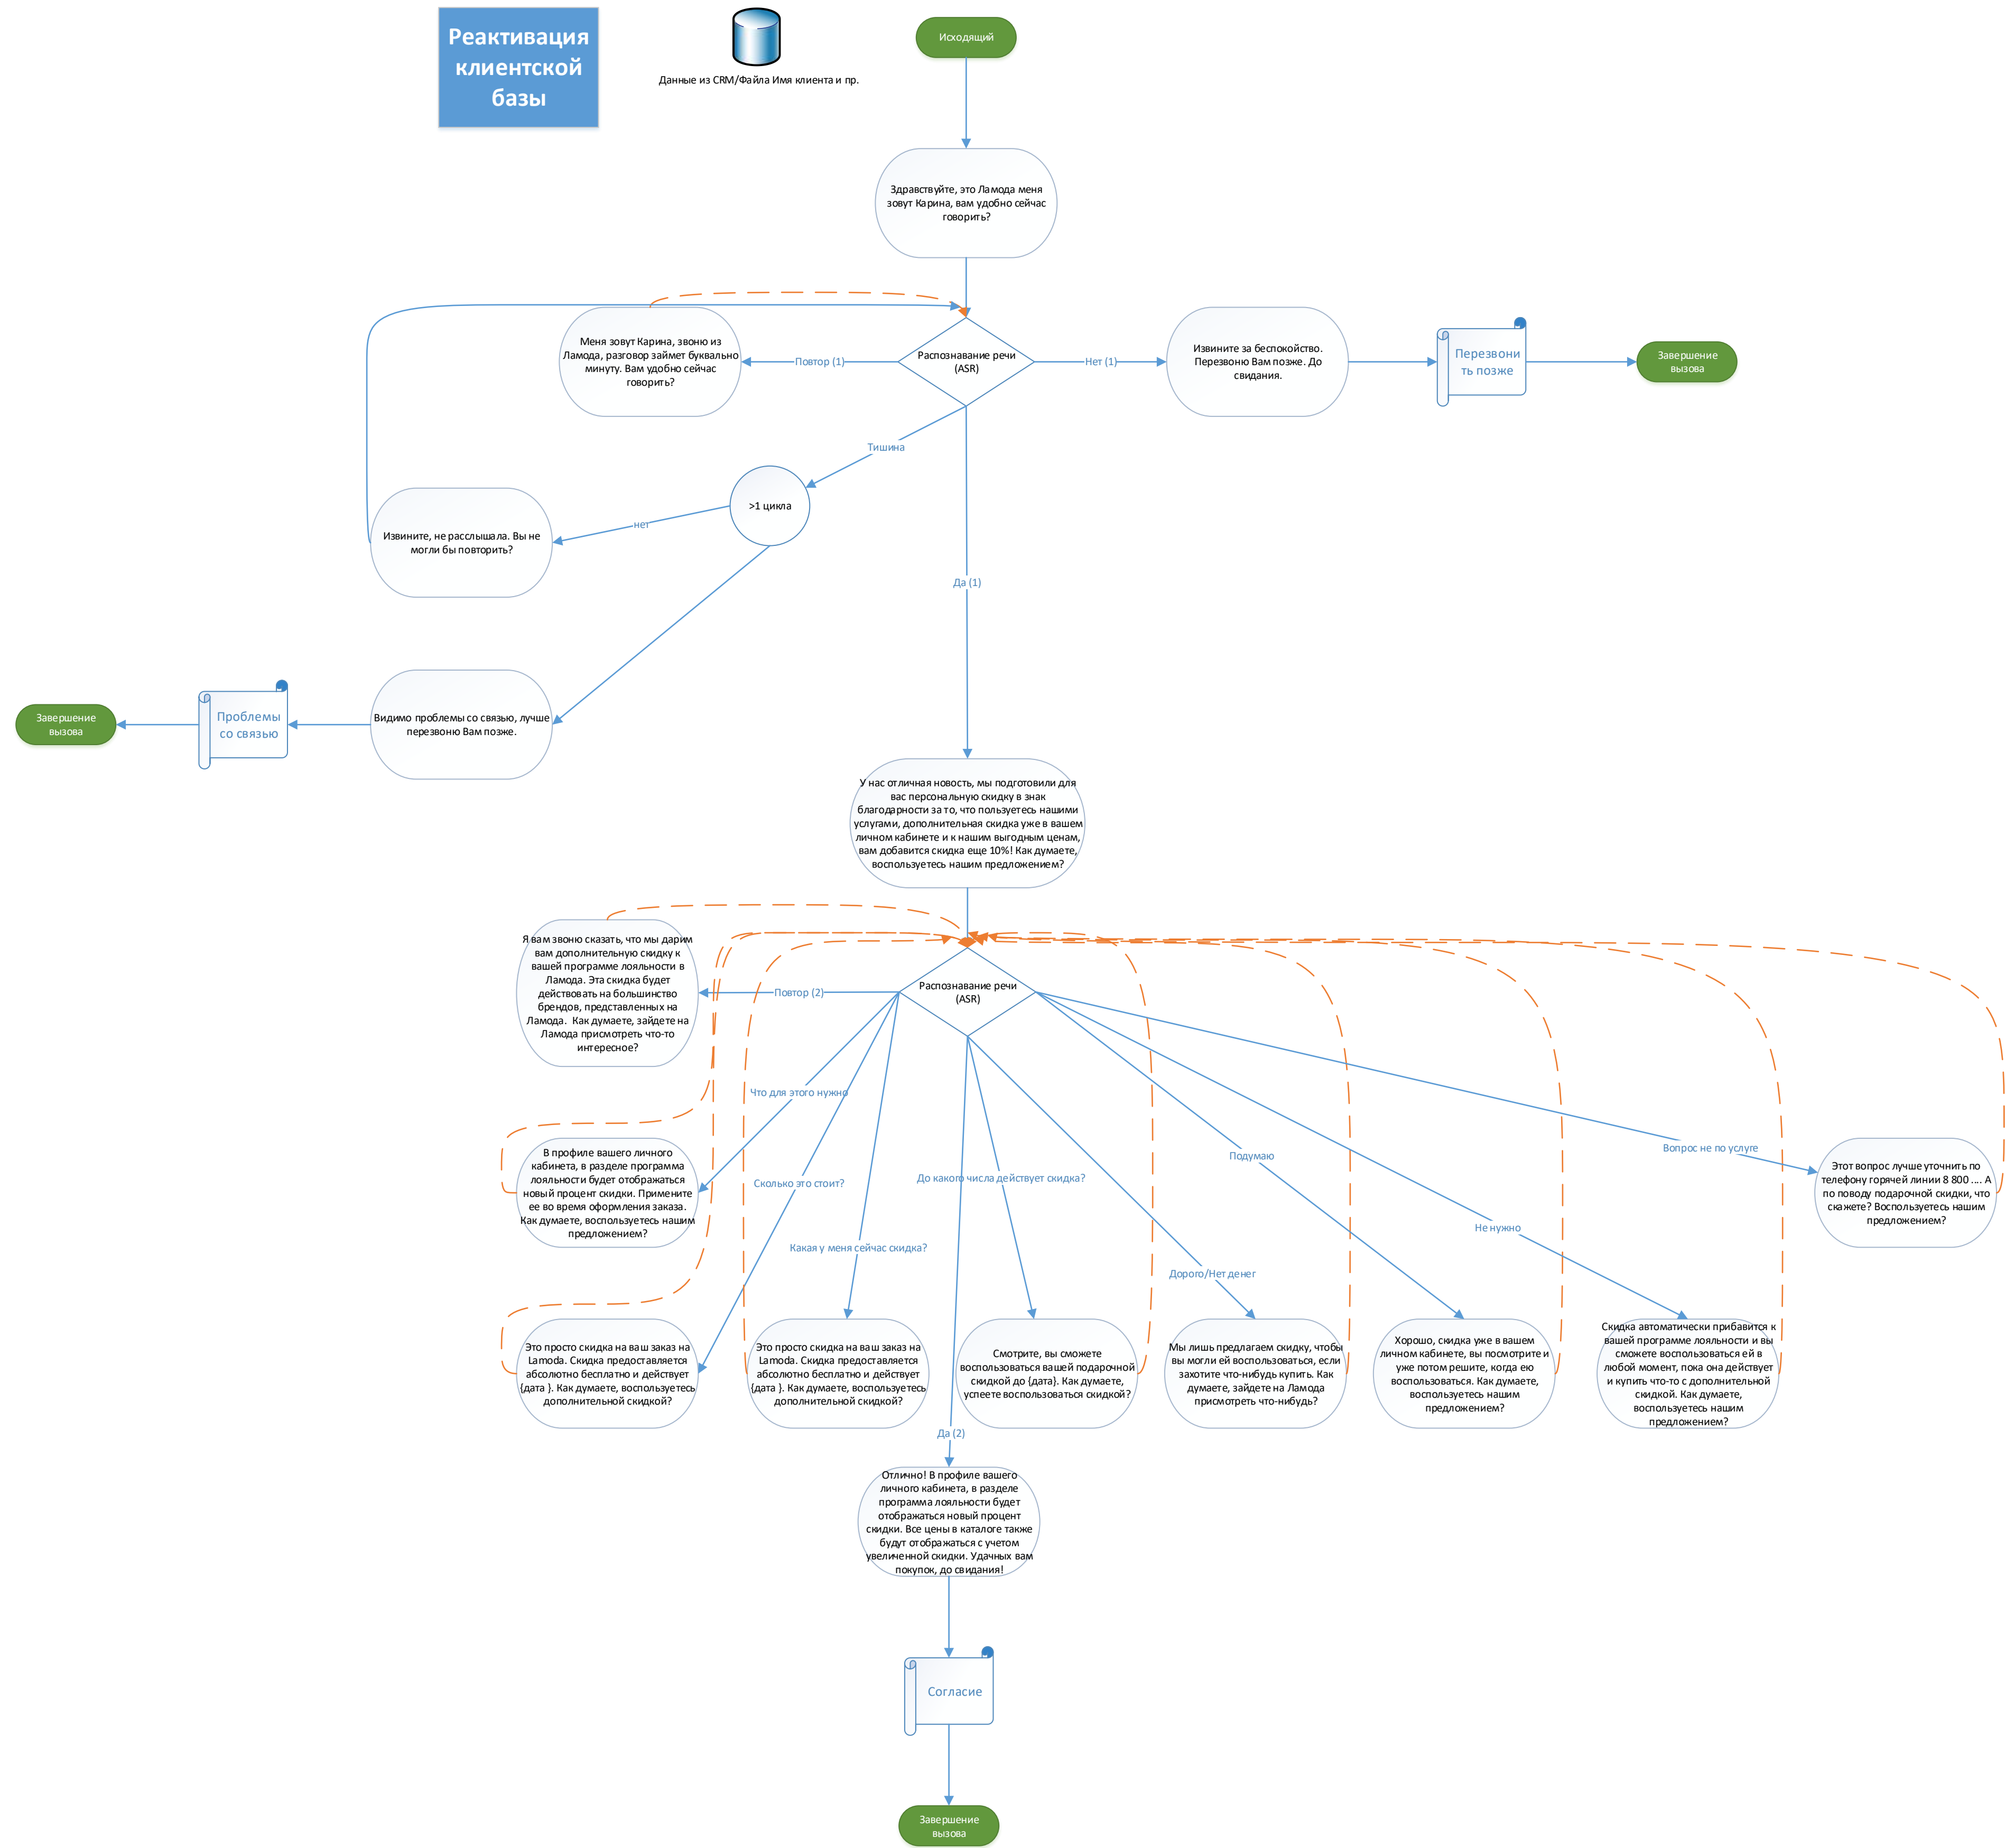 Реактивация
клиентской
базы
Данные из CRM/Файла Имя клиента и пр.
Исходящий
Здравствуйте, это Ламода меня
зовут Карина, вам удобно сейчас
говорить?
Меня зовут Карина, звоню из
Ламода, разговор займет буквально
минуту. Вам удобно сейчас
говорить?
Повтор (1)
Распознавание речи
(ASR)
Нет (1)
Извините за беспокойство.
Перезвоню Вам позже. До
свидания.
Перезвони
ть позже
Завершение
вызова
Тишина
>1 цикла
нет
Извините, не расслышала. Вы не
могли бы повторить?
Да (1)
Завершение
вызова
Проблемы
со связью
Видимо проблемы со связью, лучше
перезвоню Вам позже.
У нас отличная новость, мы подготовили для
вас персональную скидку в знак
благодарности за то, что пользуетесь нашими
услугами, дополнительная скидка уже в вашем
личном кабинете и к нашим выгодным ценам,
вам добавится скидка еще 10%! Как думаете,
воспользуетесь нашим предложением?
Я вам звоню сказать, что мы дарим
вам дополнительную скидку к
вашей программе лояльности в
Ламода. Эта скидка будет
действовать на большинство
брендов, представленных на
Ламода.  Как думаете, зайдете на
Ламода присмотреть что-то
интересное?
Повтор (2)
Распознавание речи
(ASR)
Что для этого нужно
Сколько это стоит?
Какая у меня сейчас скидка?
До какого числа действует скидка?
Дорого/Нет денег
Подумаю
Не нужно
Вопрос не по услуге
В профиле вашего личного
кабинета, в разделе программа
лояльности будет отображаться
новый процент скидки. Примените
ее во время оформления заказа.
Как думаете, воспользуетесь нашим
предложением?
Этот вопрос лучше уточнить по
телефону горячей линии 8 800 .... А
по поводу подарочной скидки, что
скажете? Воспользуетесь нашим
предложением?
Это просто скидка на ваш заказ на
Lamoda. Скидка предоставляется
абсолютно бесплатно и действует
{дата }. Как думаете, воспользуетесь
дополнительной скидкой?
Это просто скидка на ваш заказ на
Lamoda. Скидка предоставляется
абсолютно бесплатно и действует
{дата }. Как думаете, воспользуетесь
дополнительной скидкой?
Смотрите, вы сможете
воспользоваться вашей подарочной
скидкой до {дата}. Как думаете,
успеете воспользоваться скидкой?
Мы лишь предлагаем скидку, чтобы
вы могли ей воспользоваться, если
захотите что-нибудь купить. Как
думаете, зайдете на Ламода
присмотреть что-нибудь?
Хорошо, скидка уже в вашем
личном кабинете, вы посмотрите и
уже потом решите, когда ею
воспользоваться. Как думаете,
воспользуетесь нашим
предложением?
Скидка автоматически прибавится к
вашей программе лояльности и вы
сможете воспользоваться ей в
любой момент, пока она действует
и купить что-то с дополнительной
скидкой. Как думаете,
воспользуетесь нашим
предложением?
Да (2)
Отлично! В профиле вашего
личного кабинета, в разделе
программа лояльности будет
отображаться новый процент
скидки. Все цены в каталоге также
будут отображаться с учетом
увеличенной скидки. Удачных вам
покупок, до свидания!
Согласие
Завершение
вызова